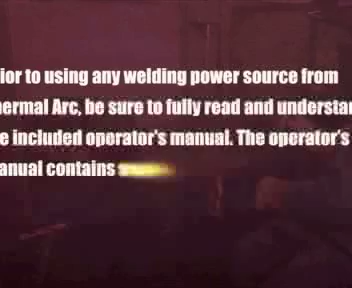 ior to using any welding power source from
hermal Arc, be sure to fully read and understan
e included operator's manual. The operator's
anual contains